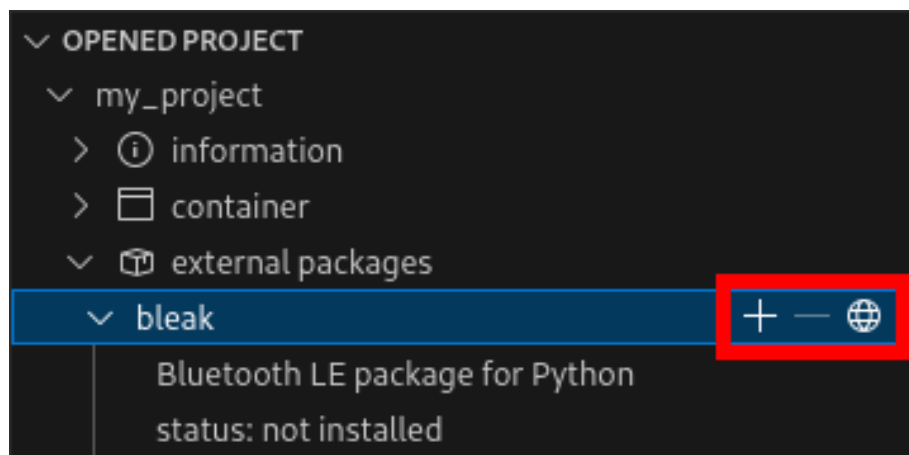 OPENED PROJECT
my_project
information
container
external packages
bleak
Bluetooth LE package for Python
status: not installed